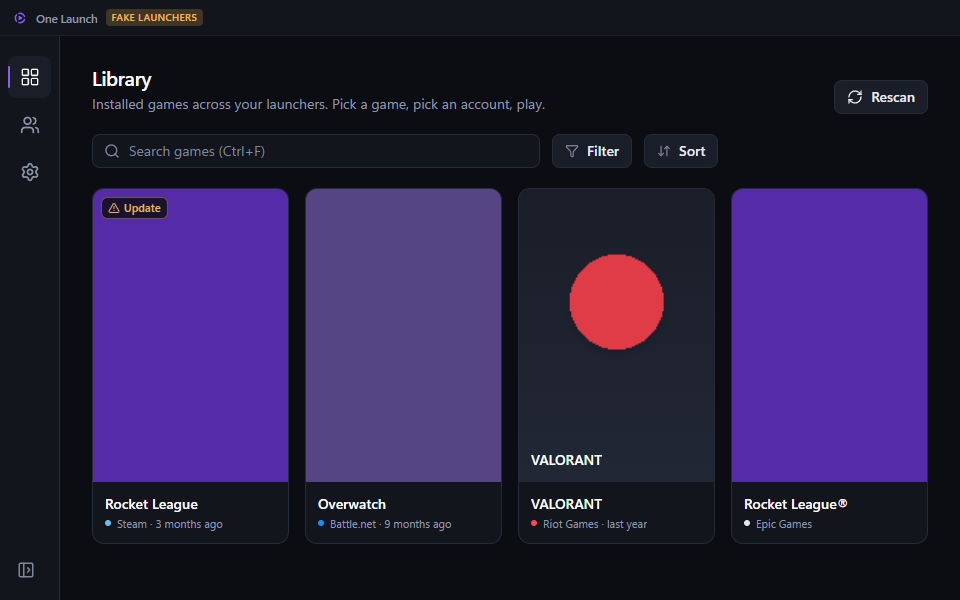 One Launch FAKE LAUNCHERS
Library
Installed games across your launchers. Pick a game, pick an account, play.
Rescan
Search games (Ctrl+F)
Filter
Sort
Update
VALORANT
Rocket League
Steam · 3 months ago
Overwatch
Battle.net · 9 months ago
VALORANT
Riot Games · last year
Rocket League®
Epic Games